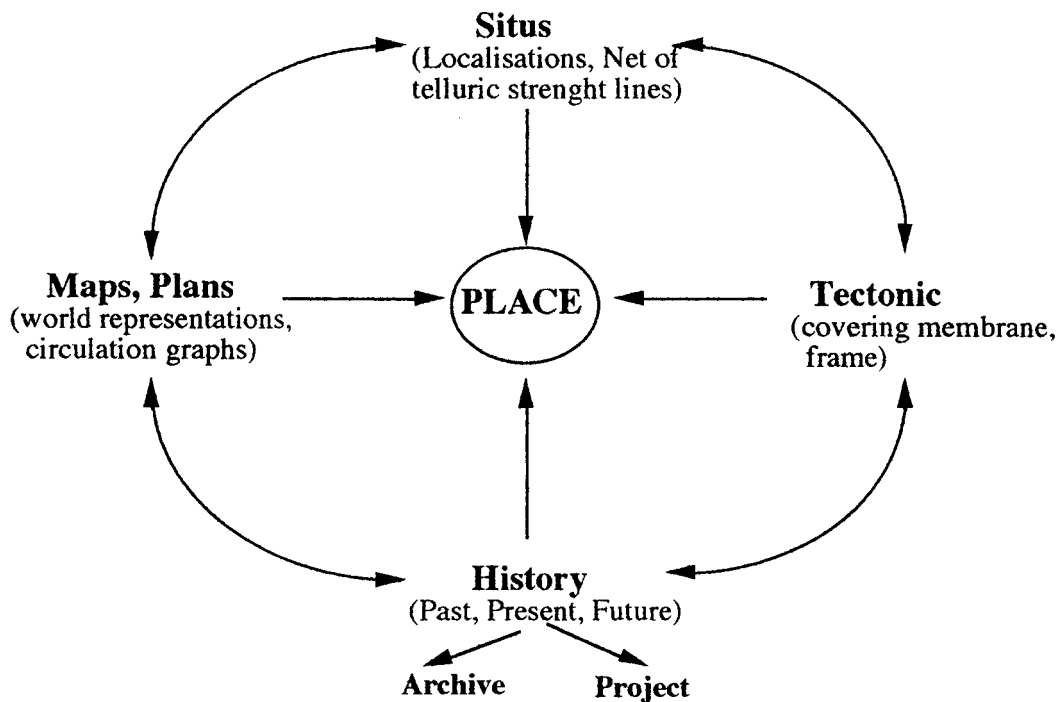 Situs
(Localisations, Net of
telluric strenght lines)
Maps, Plans
(world representations,
circulation graphs)
PLACE
Tectonic
(covering membrane,
frame)
History
(Past, Present, Future)
Archive
Project